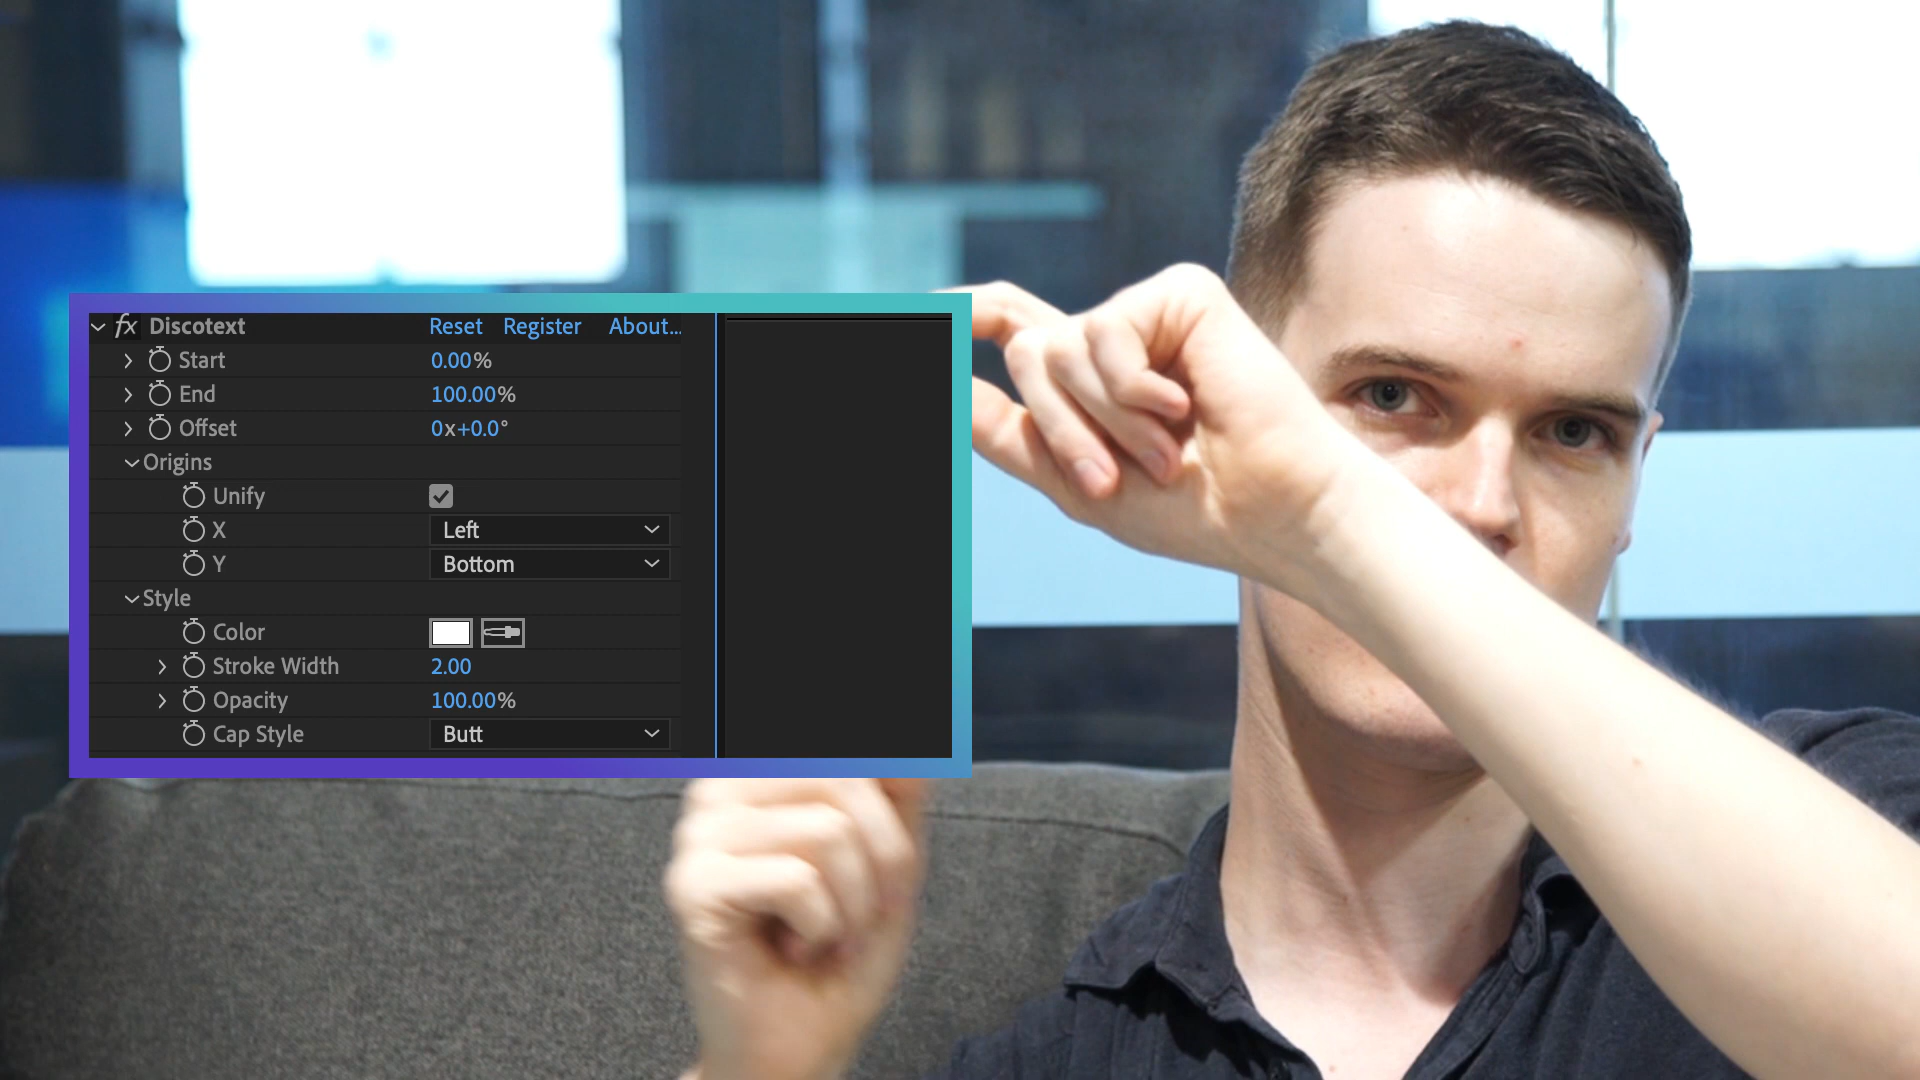 fx Discotext Reset Register About...
Start 0.00%
End 100.00%
Offset 0x+0.0°
Origins
Unify
X Left
Y Bottom
Style
Color
Stroke Width 2.00
Opacity 100.00%
Cap Style Butt